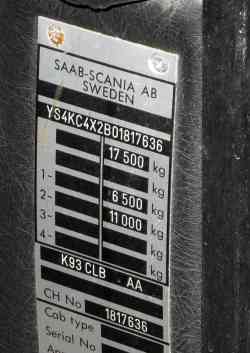 SAAB-SCANIA AB
SWEDEN
YS4KC4X2B01817636
17 500 kg
1- kg
2- 6 500 kg
3- 11 000 kg
4- kg
K93 CLB AA
CH No 1817636
Cab type
Serial No